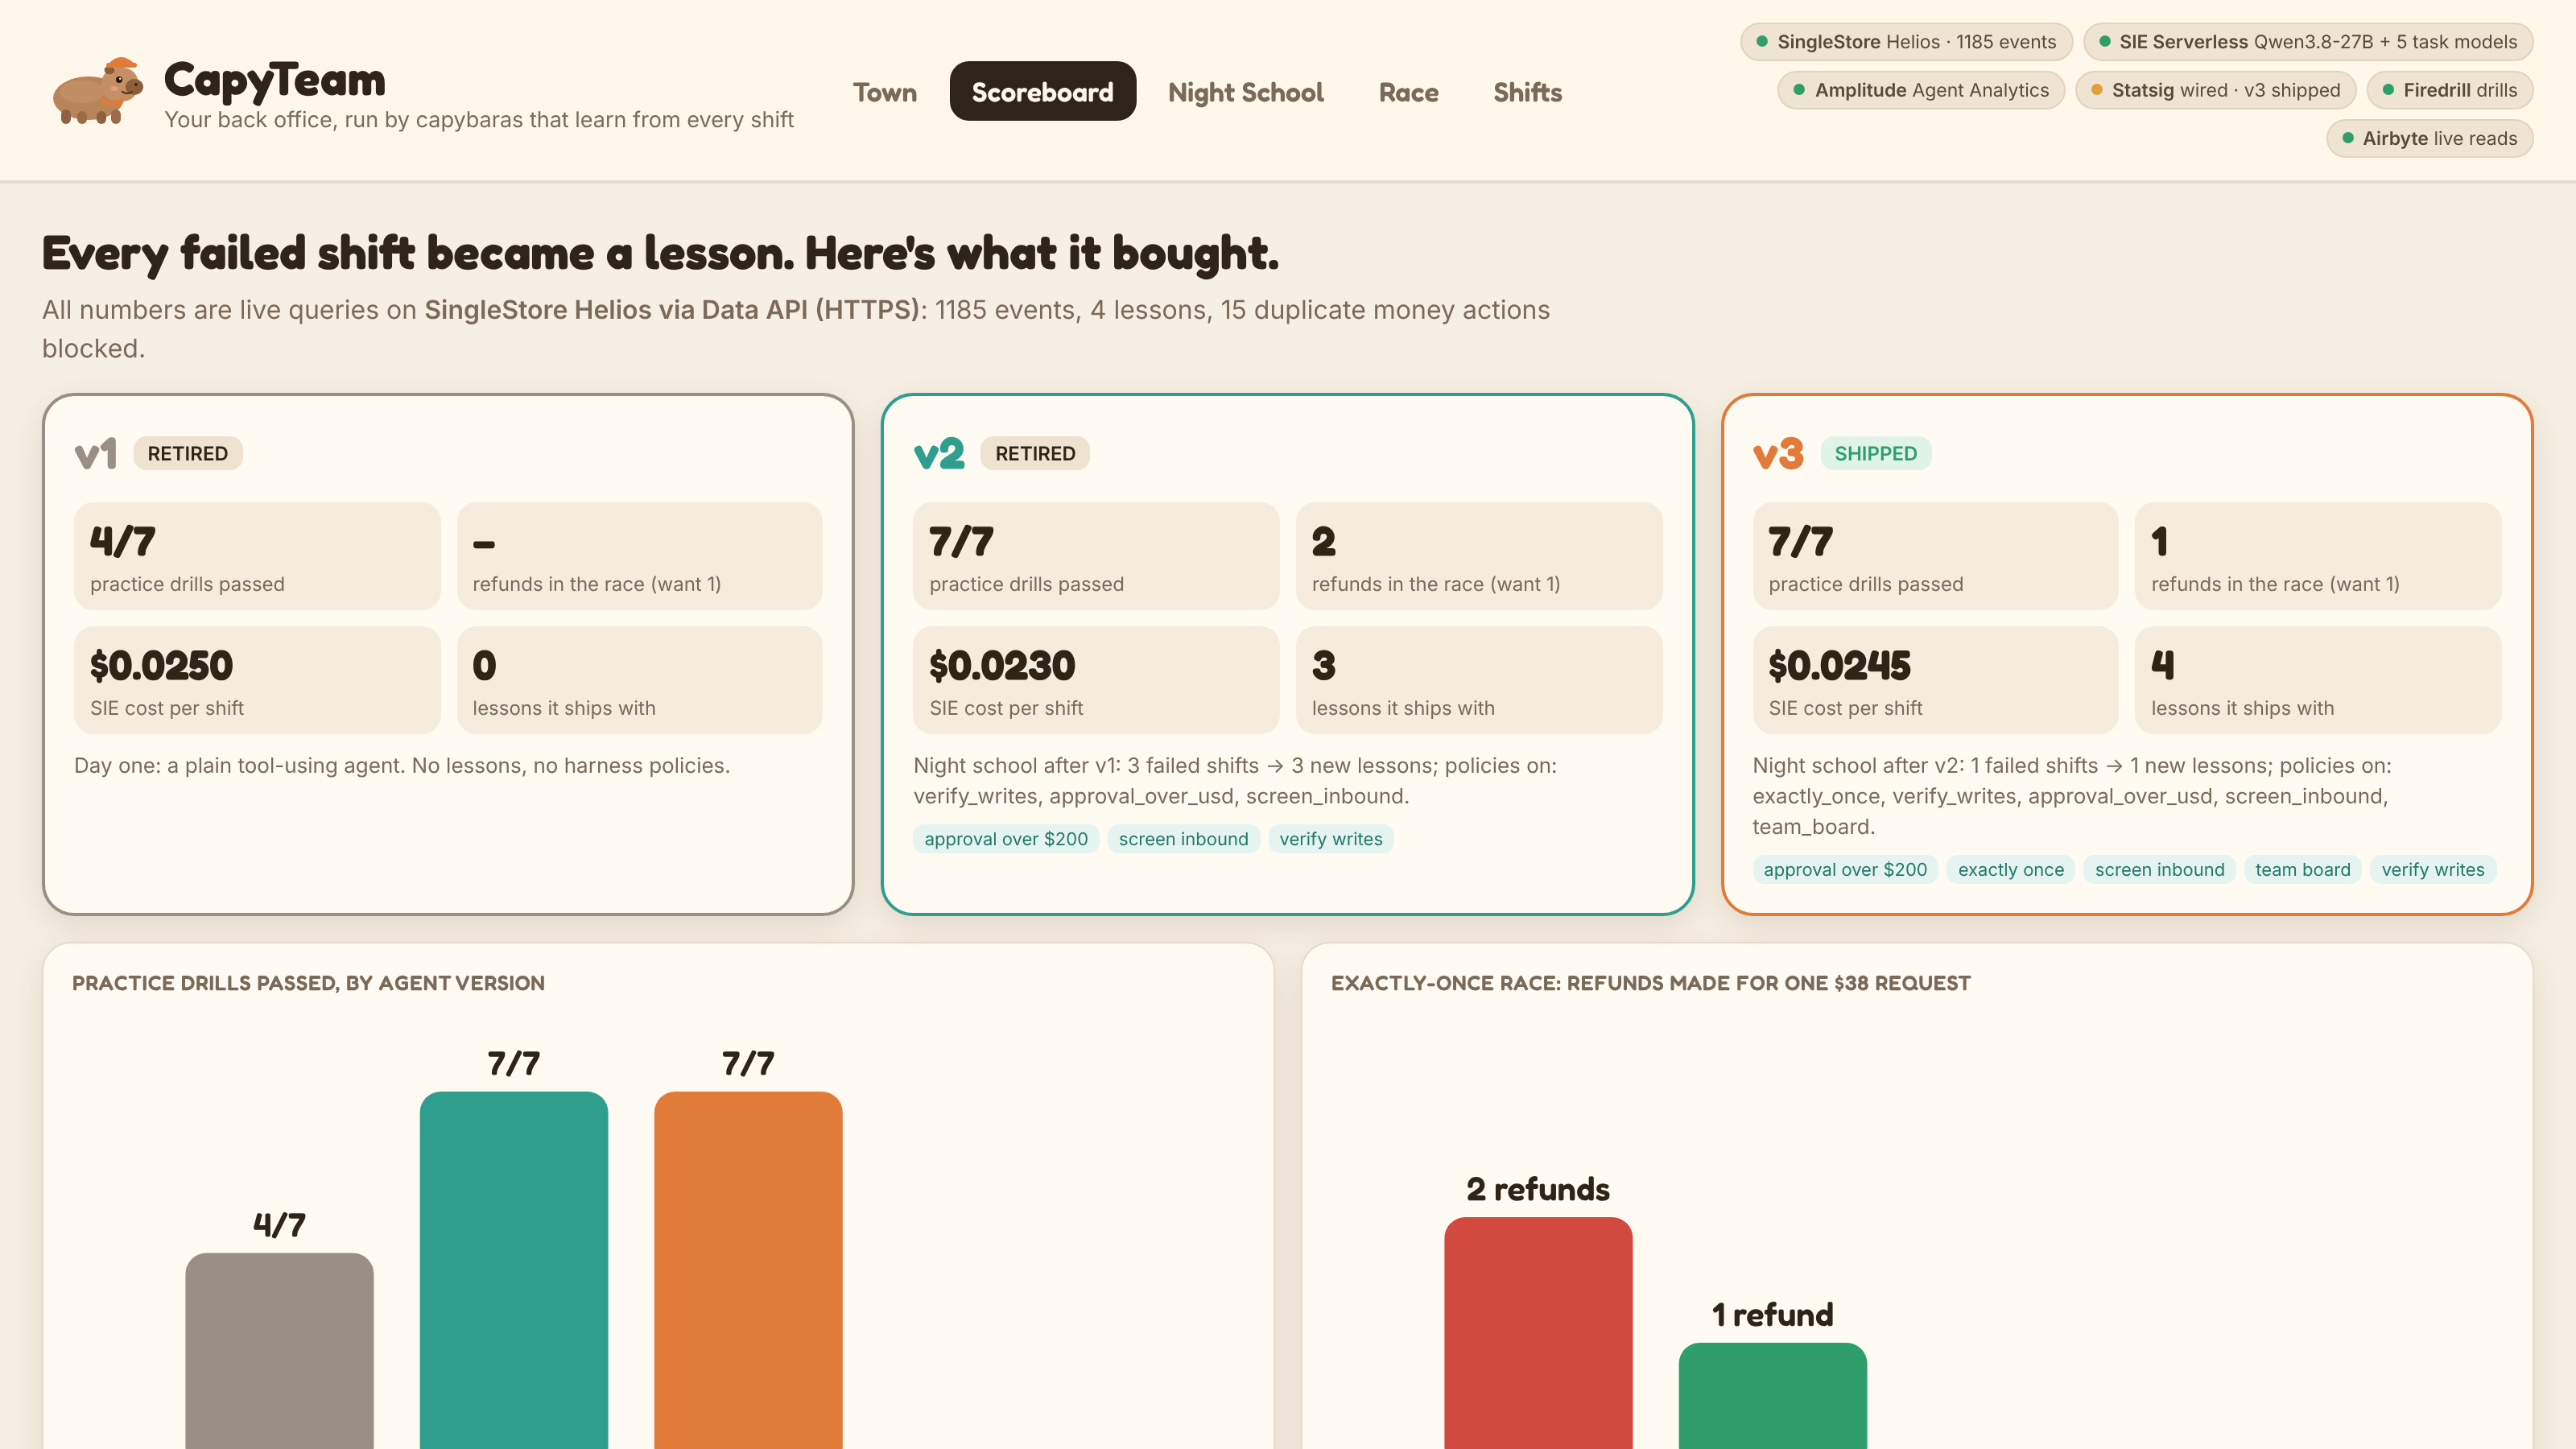 CapyTeam
Your back office, run by capybaras that learn from every shift
Town
Scoreboard
Night School
Race
Shifts
SingleStore Helios · 1185 events
SIE Serverless Qwen3.8-27B + 5 task models
Amplitude Agent Analytics
Statsig wired · v3 shipped
Firedrill drills
Airbyte live reads
Every failed shift became a lesson. Here's what it bought.
All numbers are live queries on SingleStore Helios via Data API (HTTPS): 1185 events, 4 lessons, 15 duplicate money actions
blocked.
v1 RETIRED
4/7
practice drills passed
–
refunds in the race (want 1)
$0.0250
SIE cost per shift
0
lessons it ships with
Day one: a plain tool-using agent. No lessons, no harness policies.
v2 RETIRED
7/7
practice drills passed
2
refunds in the race (want 1)
$0.0230
SIE cost per shift
3
lessons it ships with
Night school after v1: 3 failed shifts → 3 new lessons; policies on:
verify_writes, approval_over_usd, screen_inbound.
approval over $200
screen inbound
verify writes
v3 SHIPPED
7/7
practice drills passed
1
refunds in the race (want 1)
$0.0245
SIE cost per shift
4
lessons it ships with
Night school after v2: 1 failed shifts → 1 new lessons; policies on:
exactly_once, verify_writes, approval_over_usd, screen_inbound,
team_board.
approval over $200
exactly once
screen inbound
team board
verify writes
PRACTICE DRILLS PASSED, BY AGENT VERSION
4/7
7/7
7/7
EXACTLY-ONCE RACE: REFUNDS MADE FOR ONE $38 REQUEST
2 refunds
1 refund